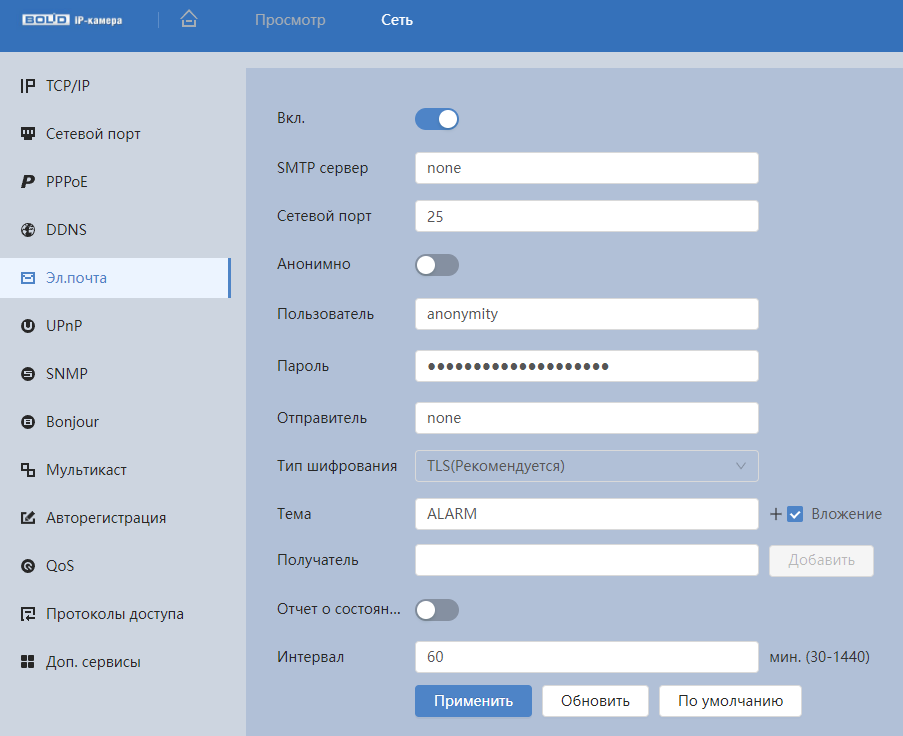 BOLID IP-камера
Просмотр
Сеть
TCP/IP
Сетевой порт
PPPoE
DDNS
Эл.почта
UPnP
SNMP
Bonjour
Мультикаст
Авторегистрация
QoS
Протоколы доступа
Доп. сервисы
Вкл.
SMTP сервер none
Сетевой порт 25
Анонимно
Пользователь anonymity
Пароль ••••••••••••••••••••
Отправитель none
Тип шифрования TLS(Рекомендуется)
Тема ALARM + Вложение
Получатель Добавить
Отчет о состоян...
Интервал 60 мин. (30-1440)
Применить Обновить По умолчанию